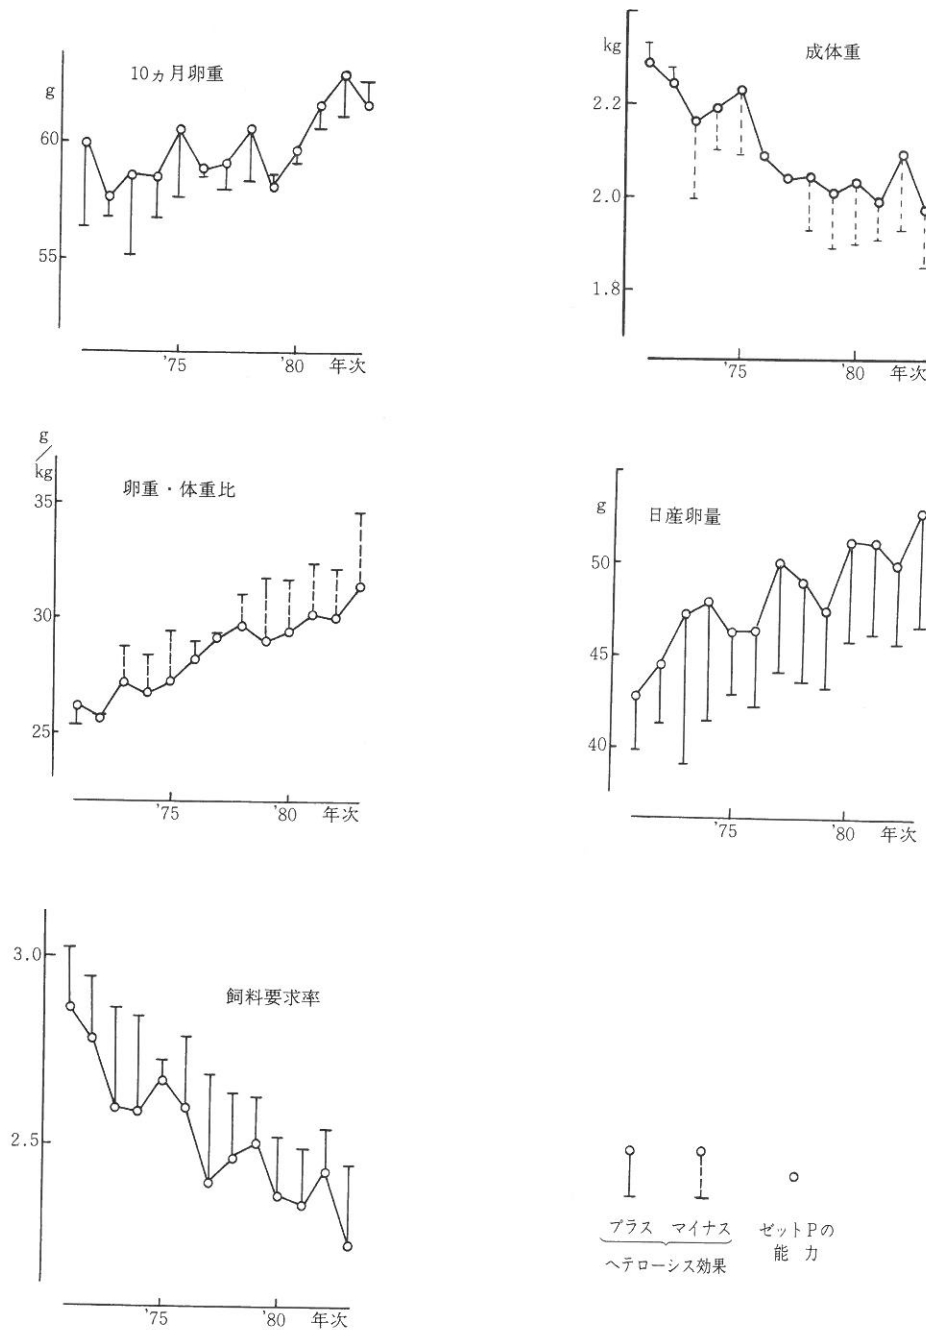 10ヵ月卵重
g
60
55
'75
'80
年次
成体重
kg
2.2
2.0
1.8
'75
'80
年次
卵重・体重比
g
/
kg
35
30
25
'75
'80
年次
日産卵量
g
50
45
40
'75
'80
年次
飼料要求率
3.0
2.5
'75
'80
年次
プラス
マイナス
ヘテローシス効果
ゼットPの
能 力